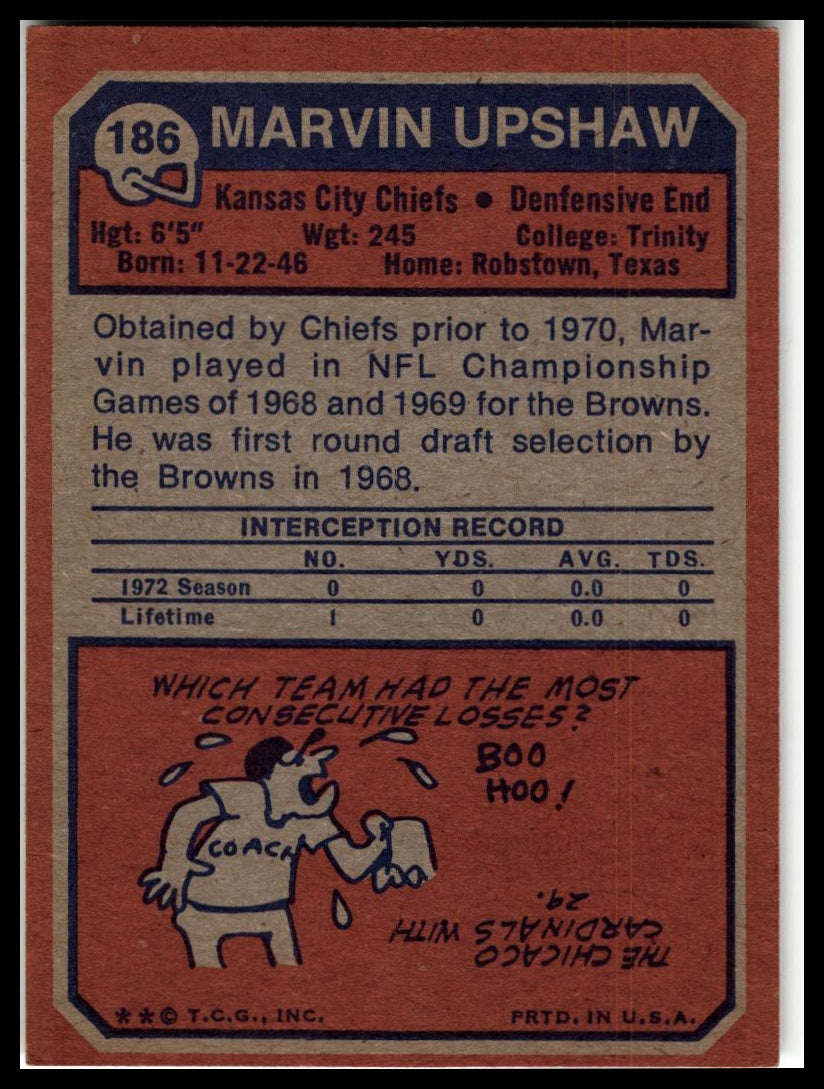 186 MARVIN UPSHAW
Kansas City Chiefs • Denfensive End
Hgt: 6'5" Wgt: 245 College: Trinity
Born: 11-22-46 Home: Robstown, Texas
Obtained by Chiefs prior to 1970, Mar-
vin played in NFL Championship
Games of 1968 and 1969 for the Browns.
He was first round draft selection by
the Browns in 1968.
INTERCEPTION RECORD
NO. YDS. AVG. TDS.
1972 Season 0 0 0.0 0
Lifetime 1 0 0.0 0
WHICH TEAM HAD THE MOST
CONSECUTIVE LOSSES?
BOO
HOO!
COACH
THE CHICAGO
CARDINALS WITH
29.
**© T.C.G., INC. PRTD. IN U.S.A.